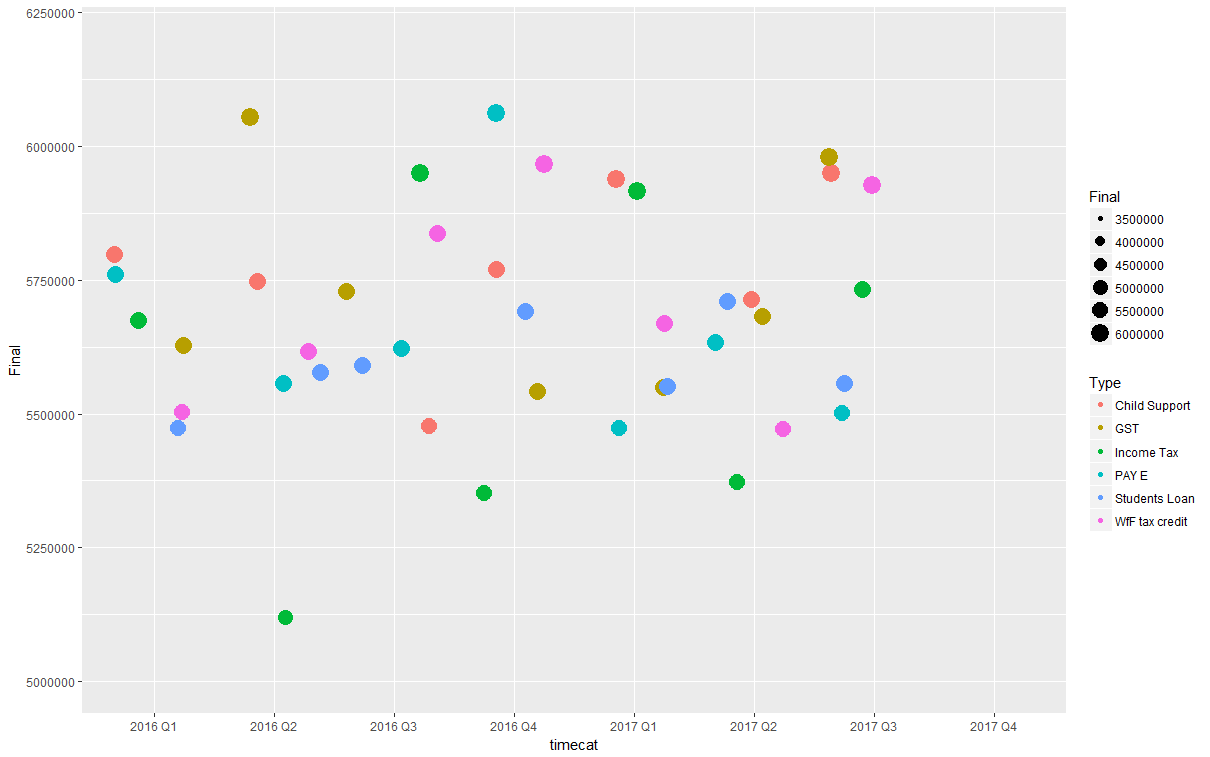 6250000
6000000
5750000
5500000
5250000
5000000
Final
2016 Q1 2016 Q2 2016 Q3 2016 Q4 2017 Q1 2017 Q2 2017 Q3 2017 Q4
timecat
Final
3500000
4000000
4500000
5000000
5500000
6000000
Type
Child Support
GST
Income Tax
PAY E
Students Loan
WfF tax credit